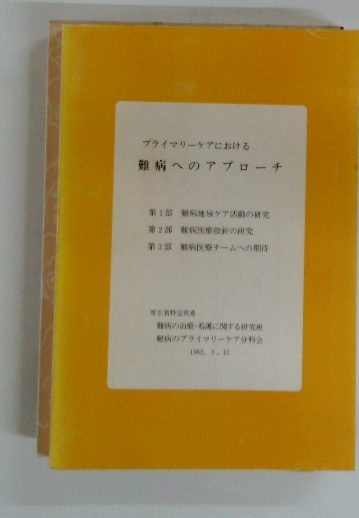 プライマリーケアにおける
難病へのアプローチ
第1部 難病地域ケア活動の研究
第2部 難病医療指針の研究
第3部 難病医療チームへの期待
厚生省特定疾患
難病の治療・看護に関する研究班
難病のプライマリーケア分科会